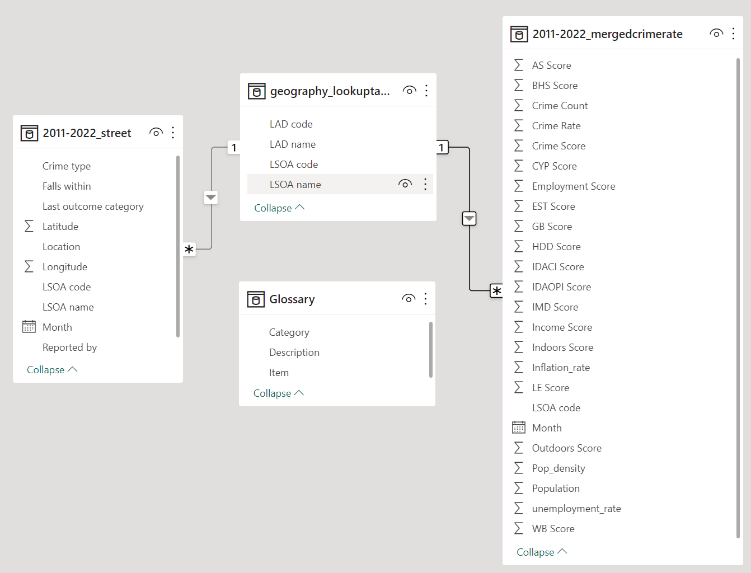 2011-2022_street
Crime type
Falls within
Last outcome category
Latitude
Location
Longitude
LSOA code
LSOA name
Month
Reported by
Collapse
1
*
geography_lookupta...
LAD code
LAD name
LSOA code
LSOA name
Collapse
1
*
Glossary
Category
Description
Item
Collapse
2011-2022_mergedcrimerate
AS Score
BHS Score
Crime Count
Crime Rate
Crime Score
CYP Score
Employment Score
EST Score
GB Score
HDD Score
IDACI Score
IDAOPI Score
IMD Score
Income Score
Indoors Score
Inflation_rate
LE Score
LSOA code
Month
Outdoors Score
Pop_density
Population
unemployment_rate
WB Score
Collapse